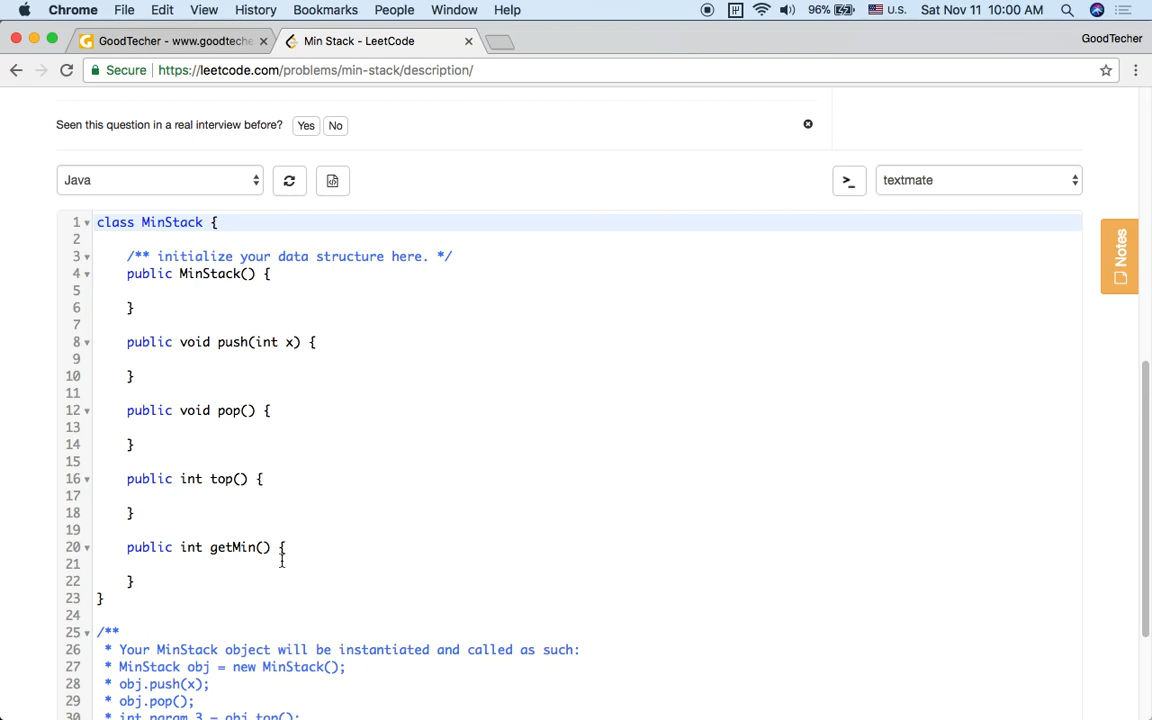 Chrome File Edit View History Bookmarks People Window Help 96% U.S. Sat Nov 11 10:00 AM
GoodTecher - www.goodteche Min Stack - LeetCode GoodTecher
Secure https://leetcode.com/problems/min-stack/description/
Seen this question in a real interview before? Yes No
Java >_ textmate
Notes
1 class MinStack {
2
3 /** initialize your data structure here. */
4 public MinStack() {
5
6 }
7
8 public void push(int x) {
9
10 }
11
12 public void pop() {
13
14 }
15
16 public int top() {
17
18 }
19
20 public int getMin() {
21
22 }
23 }
24
25 /**
26 * Your MinStack object will be instantiated and called as such:
27 * MinStack obj = new MinStack();
28 * obj.push(x);
29 * obj.pop();
30 * int param_3 = obj.top();